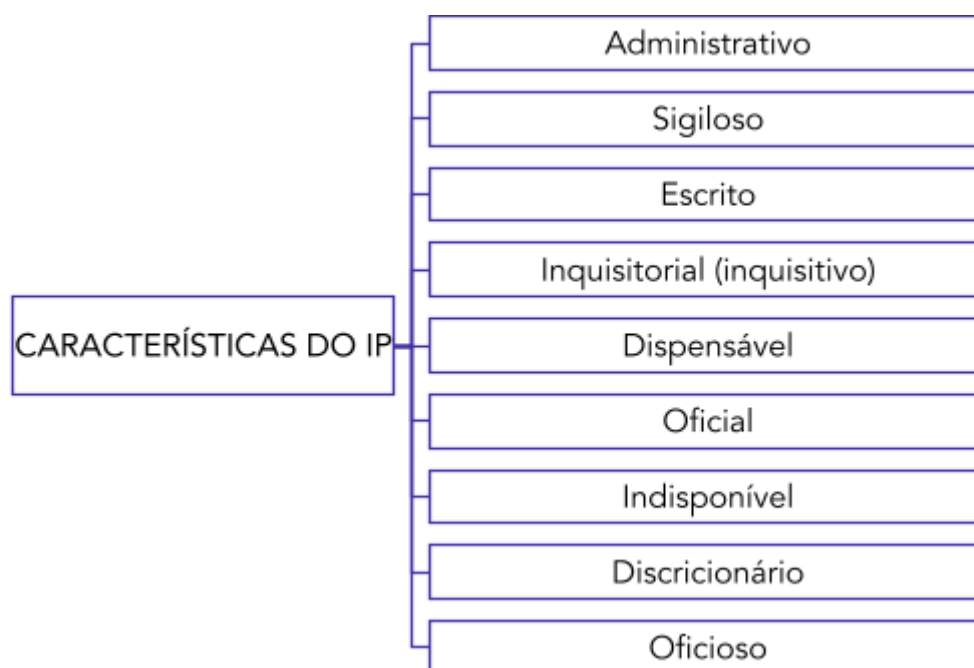 CARACTERÍSTICAS DO IP
Administrativo
Sigiloso
Escrito
Inquisitorial (inquisitivo)
Dispensável
Oficial
Indisponível
Discricionário
Oficioso